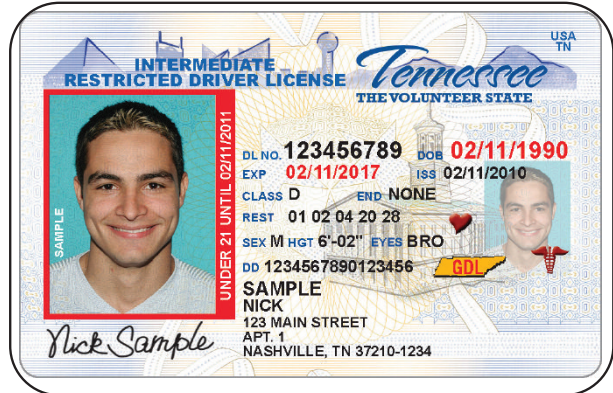 USA
TN
INTERMEDIATE
RESTRICTED DRIVER LICENSE
Tennessee
THE VOLUNTEER STATE
SAMPLE
UNDER 21 UNTIL 02/11/2011
DL NO. 123456789 DOB 02/11/1990
EXP 02/11/2017 ISS 02/11/2010
CLASS D END NONE
REST 01 02 04 20 28
SEX M HGT 6'-02" EYES BRO
DD 1234567890123456 GDL
SAMPLE
NICK
123 MAIN STREET
APT. 1
NASHVILLE, TN 37210-1234
Nick Sample